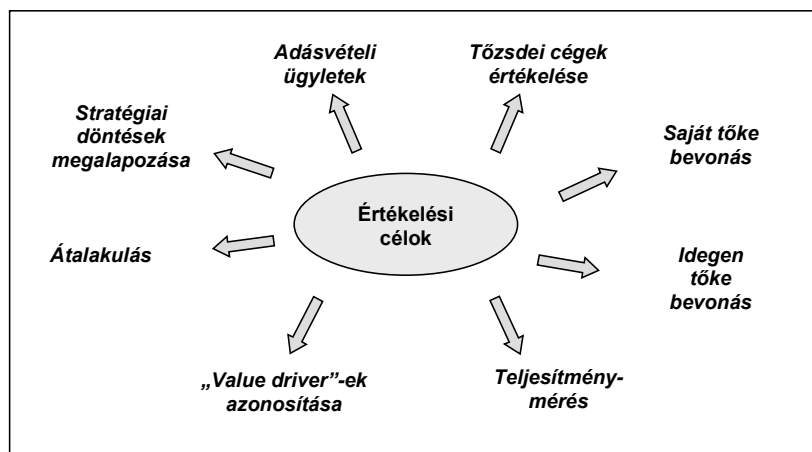 Adásvételi
ügyletek
Tőzsdei cégek
értékelése
Stratégiai
döntések
megalapozása
Saját tőke
bevonás
Értékelési
célok
Átalakulás
Idegen
tőke
bevonás
„Value driver”-ek
azonosítása
Teljesítmény-
mérés